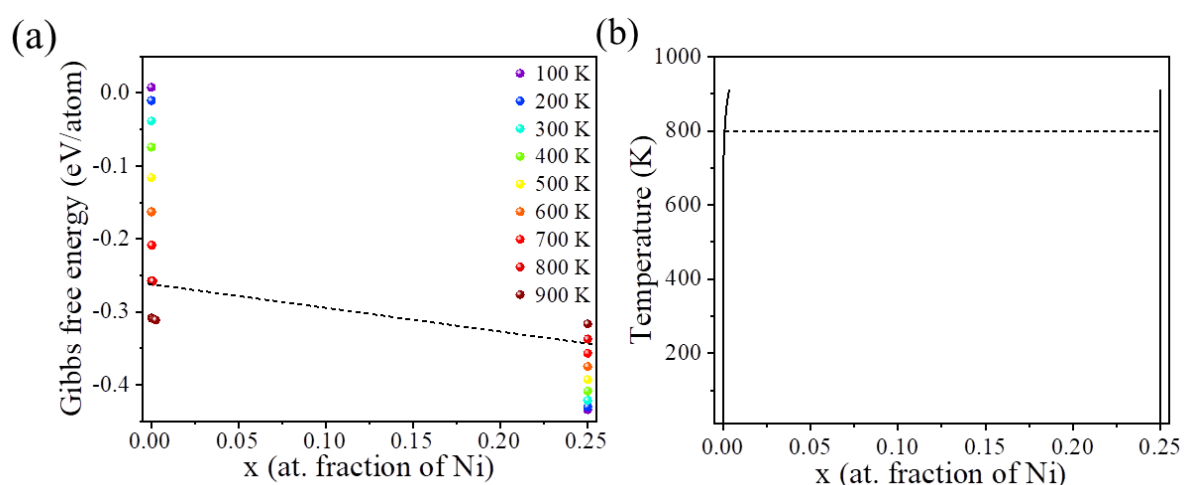 (a)
Gibbs free energy (eV/atom)
0.0
-0.1
-0.2
-0.3
-0.4
100 K
200 K
300 K
400 K
500 K
600 K
700 K
800 K
900 K
0.00 0.05 0.10 0.15 0.20 0.25
x (at. fraction of Ni)
(b)
Temperature (K)
1000
800
600
400
200
0.00 0.05 0.10 0.15 0.20 0.25
x (at. fraction of Ni)